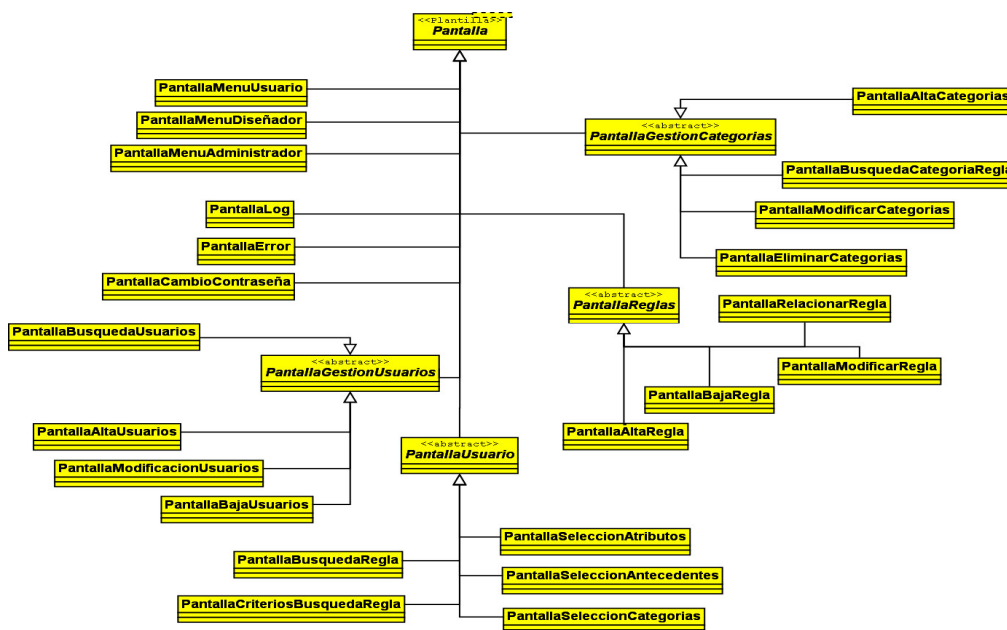 <<Plantilla>>
Pantalla
PantallaMenuUsuario
PantallaAltaCategorias
PantallaMenuDiseñador
<<abstract>>
PantallaGestionCategorias
PantallaMenuAdministrador
PantallaBusquedaCategoriaRegla
PantallaLog
PantallaModificarCategorias
PantallaError
PantallaEliminarCategorias
PantallaCambioContraseña
<<abstract>>
PantallaReglas
PantallaRelacionarRegla
PantallaBusquedaUsuarios
<<abstract>>
PantallaGestionUsuarios
PantallaModificarRegla
PantallaBajaRegla
PantallaAltaUsuarios
PantallaAltaRegla
<<abstract>>
PantallaUsuario
PantallaModificacionUsuarios
PantallaBajaUsuarios
PantallaSeleccionAtributos
PantallaBusquedaRegla
PantallaSeleccionAntecedentes
PantallaCriteriosBusquedaRegla
PantallaSeleccionCategorias